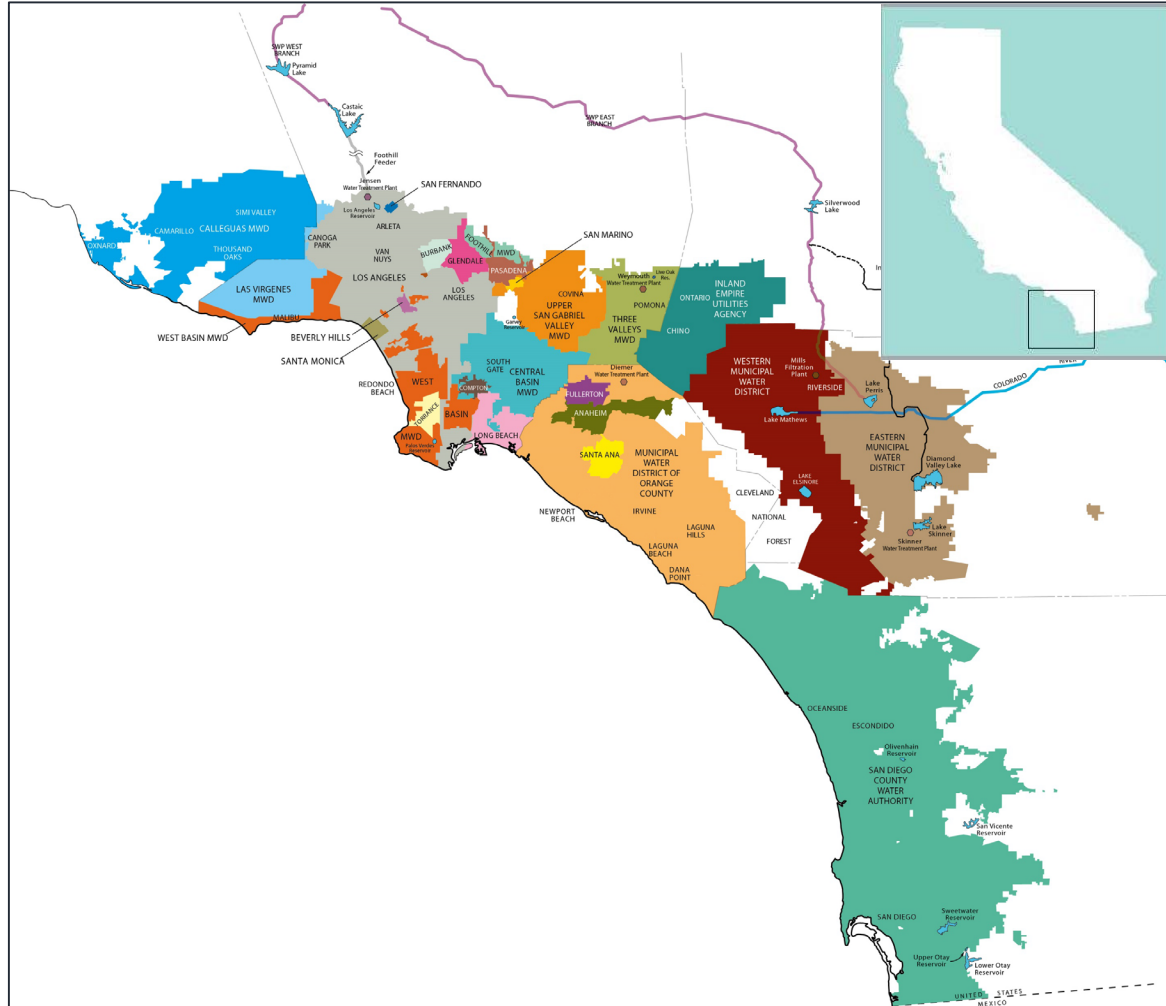 SWP WEST
BRANCH
Pyramid
Lake
Castaic
Lake
Foothill
Feeder
Jensen
Water Treatment Plant
SAN FERNANDO
Los Angeles
Reservoir
ARLETA
SWP EAST
BRANCH
Silverwood
Lake
In
SIMI VALLEY
CAMARILLO
CALLEGUAS MWD
OXNARD
THOUSAND
OAKS
CANOGA
PARK
VAN
NUYS
BURBANK
GLENDALE
FOOTHILL
MWD
PASADENA
SAN MARINO
LOS ANGELES
LOS
ANGELES
LAS VIRGENES
MWD
MALIBU
WEST BASIN MWD
BEVERLY HILLS
SANTA MONICA
Garvey
Reservoir
COVINA
UPPER
SAN GABRIEL
VALLEY
MWD
Weymouth
Water Treatment Plant
Live Oak
Res.
POMONA
THREE
VALLEYS
MWD
ONTARIO
INLAND
EMPIRE
UTILITIES
AGENCY
CHINO
REDONDO
BEACH
WEST
BASIN
MWD
TORRANCE
Palos Verdes
Reservoir
COMPTON
SOUTH
GATE
CENTRAL
BASIN
MWD
LONG BEACH
Diemer
Water Treatment Plant
FULLERTON
ANAHEIM
SANTA ANA
MUNICIPAL
WATER
DISTRICT OF
ORANGE
COUNTY
NEWPORT
BEACH
IRVINE
LAGUNA
HILLS
LAGUNA
BEACH
DANA
POINT
WESTERN
MUNICIPAL
WATER
DISTRICT
Mills
Filtration
Plant
RIVERSIDE
Lake
Perris
Lake Mathews
COLORADO
RIVER
EASTERN
MUNICIPAL
WATER
DISTRICT
Diamond
Valley Lake
LAKE
ELSINORE
Lake
Skinner
Skinner
Water Treatment Plant
CLEVELAND
NATIONAL
FOREST
OCEANSIDE
ESCONDIDO
Olivenhain
Reservoir
SAN DIEGO
COUNTY
WATER
AUTHORITY
San Vicente
Reservoir
SAN DIEGO
Sweetwater
Reservoir
Upper Otay
Reservoir
Lower Otay
Reservoir
UNITED STATES
MEXICO